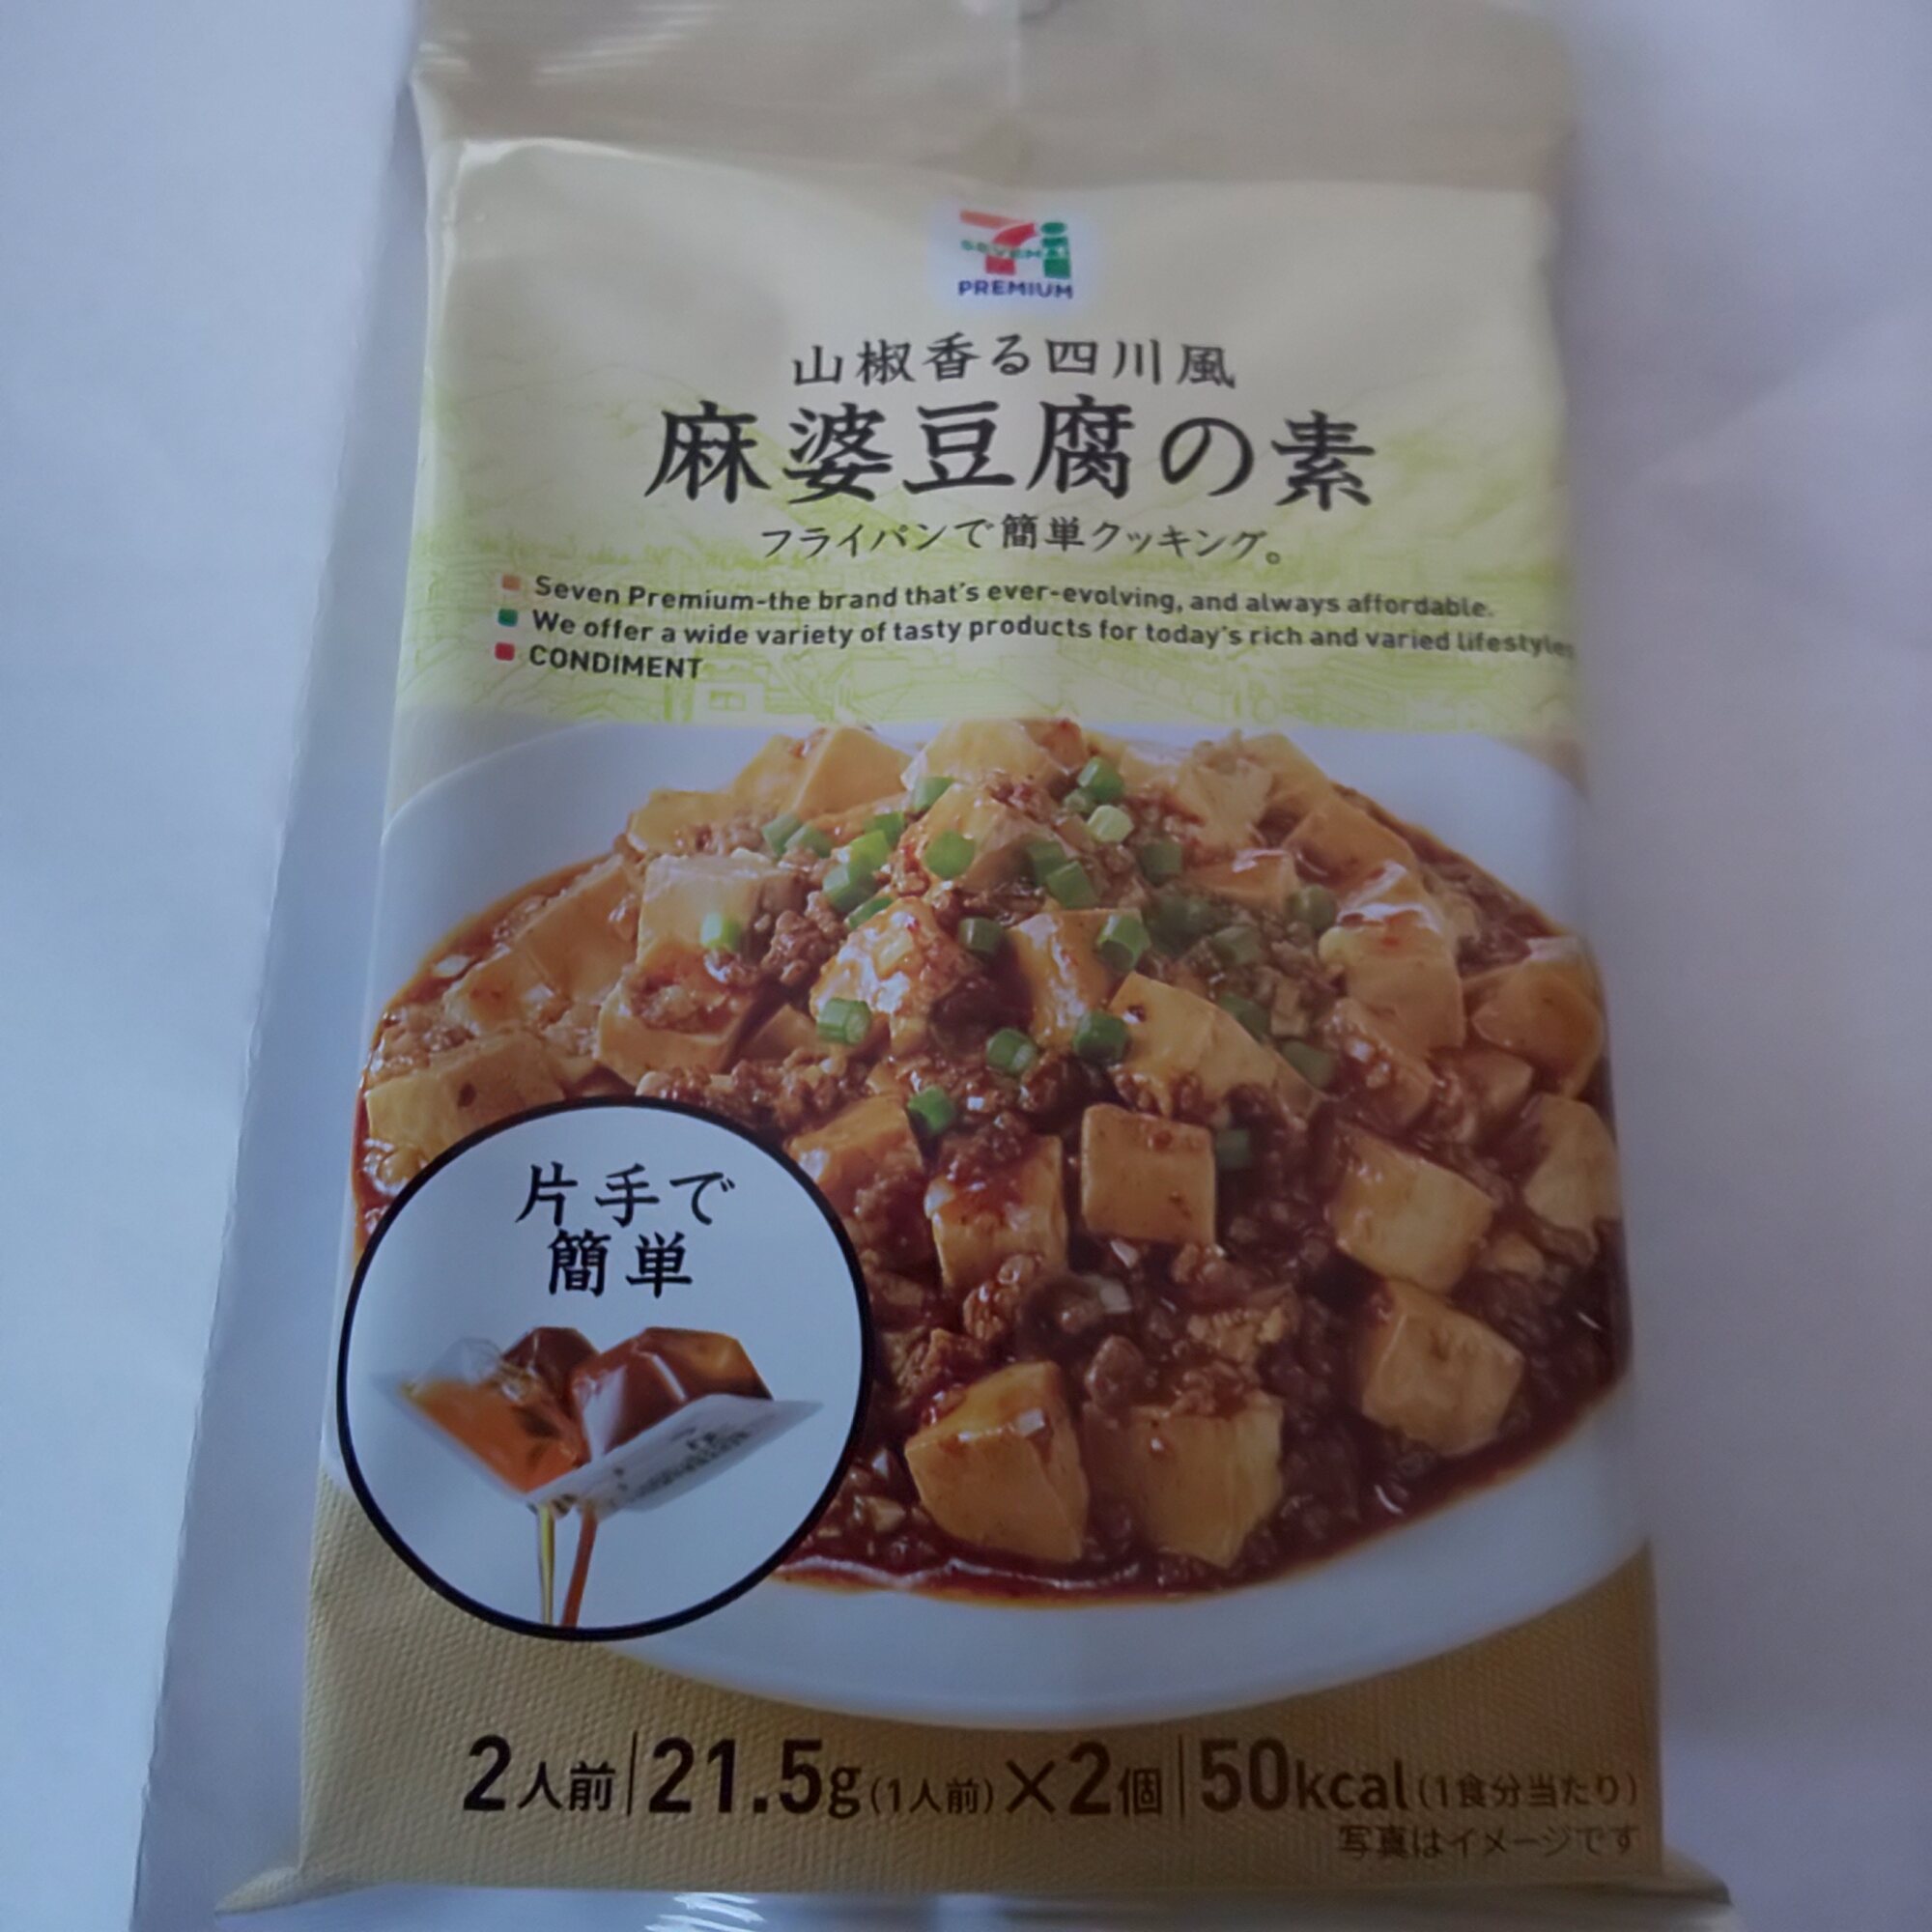 SEVEN&i
PREMIUM
山椒香る四川風
麻婆豆腐の素
フライパンで簡単クッキング。
Seven Premium-the brand that's ever-evolving, and always affordable.
We offer a wide variety of tasty products for today's rich and varied lifestyles
CONDIMENT
片手で
簡単
2人前|21.5g(1人前)×2個|50kcal(1食分当たり)
写真はイメージです